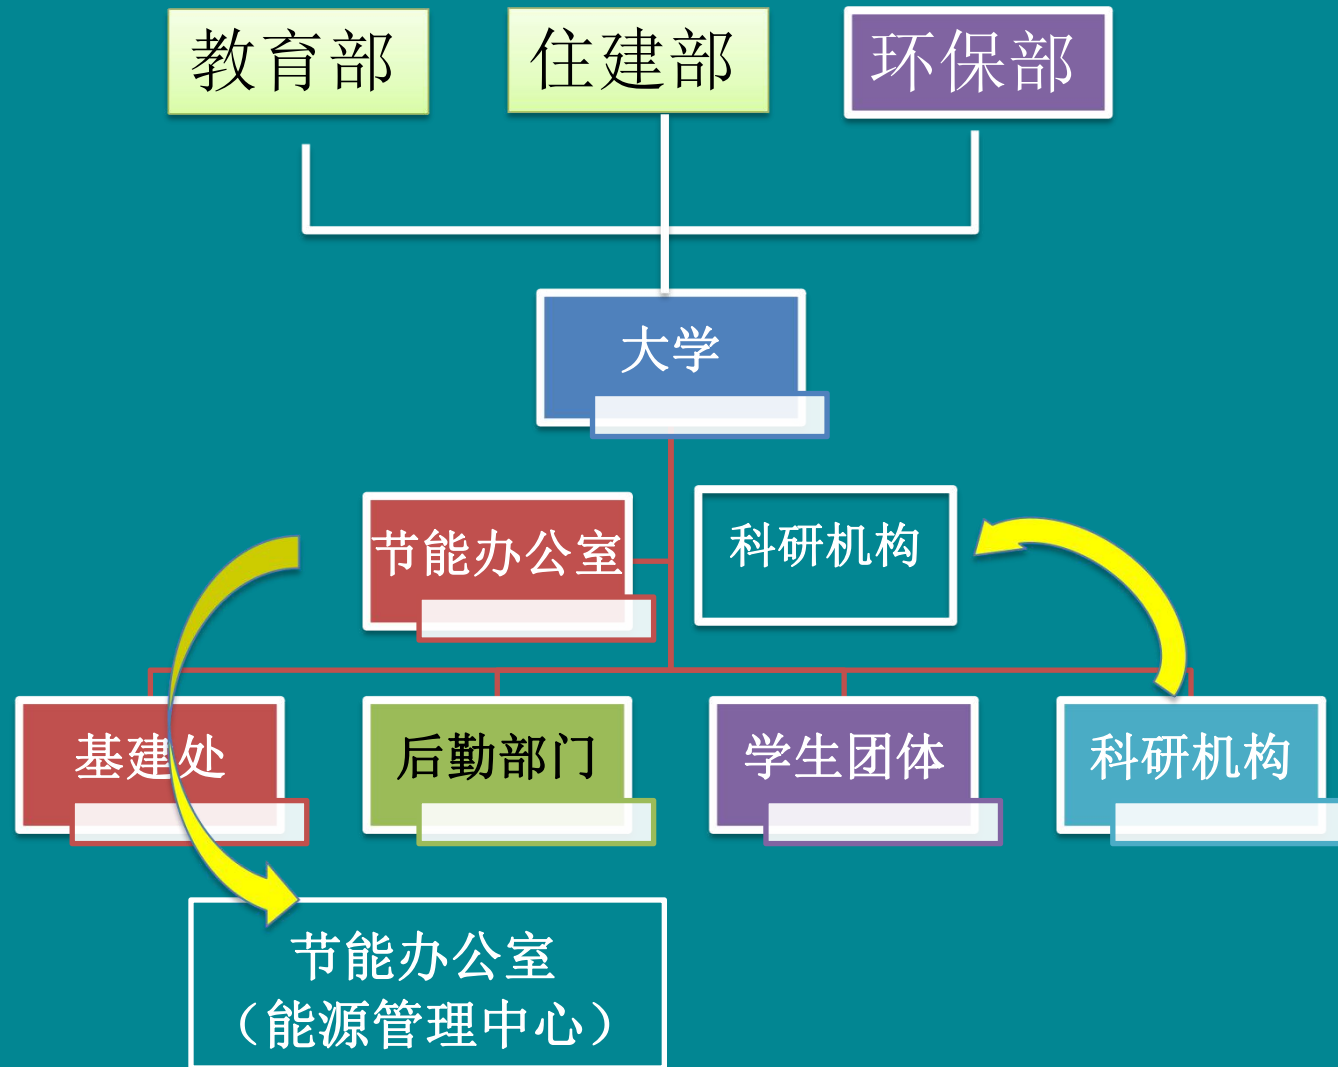 教育部
住建部
环保部
大学
节能办公室
科研机构
基建处
后勤部门
学生团体
科研机构
节能办公室
（能源管理中心）